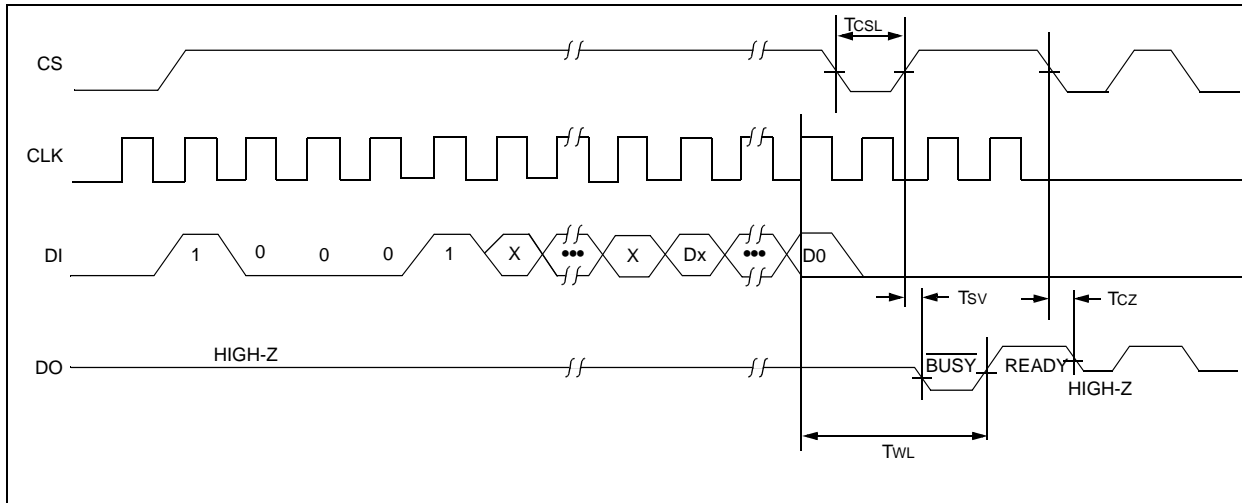 TCSL
CS
CLK
DI 1 0 0 0 1 X ••• X Dx ••• D0
TSV TCZ
HIGH-Z
DO BUSY READY
HIGH-Z
TWL